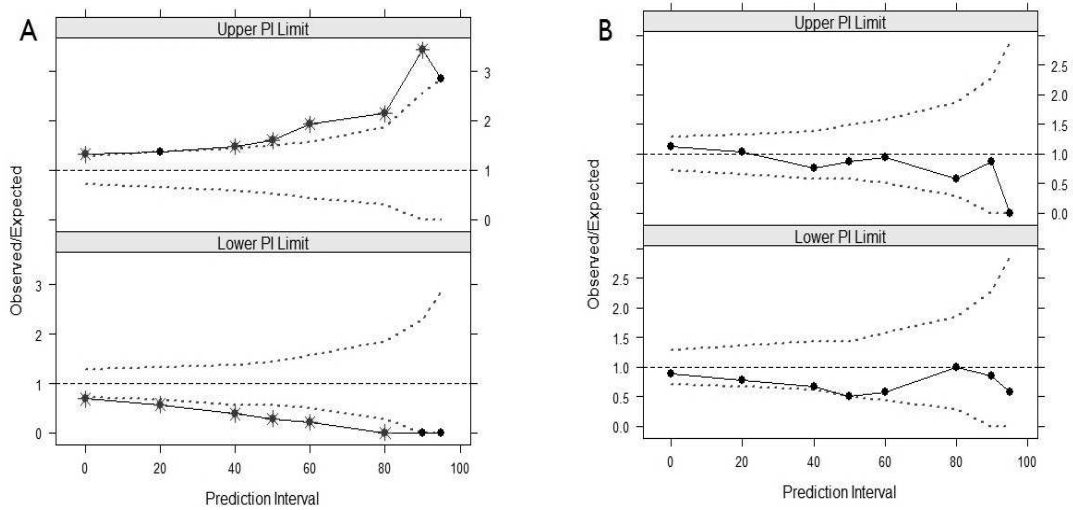 A
Upper PI Limit
3
2
1
0
Lower PI Limit
3
2
1
0
Observed/Expected
0 20 40 60 80 100
Prediction Interval
B
Upper PI Limit
2.5
2.0
1.5
1.0
0.5
0.0
Lower PI Limit
2.5
2.0
1.5
1.0
0.5
0.0
Observed/Expected
0 20 40 60 80 100
Prediction Interval